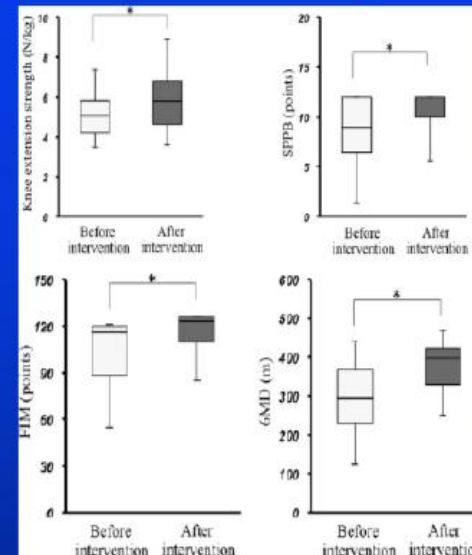 Knee extension strength (N/kg)
10
8
6
4
2
0
*
Before intervention
After intervention
SPPB (points)
20
15
10
5
0
*
Before intervention
After intervention
FIM (points)
150
120
90
60
30
0
*
Before intervention
After intervention
6MD (m)
600
500
400
300
200
100
0
*
Before intervention
After intervention